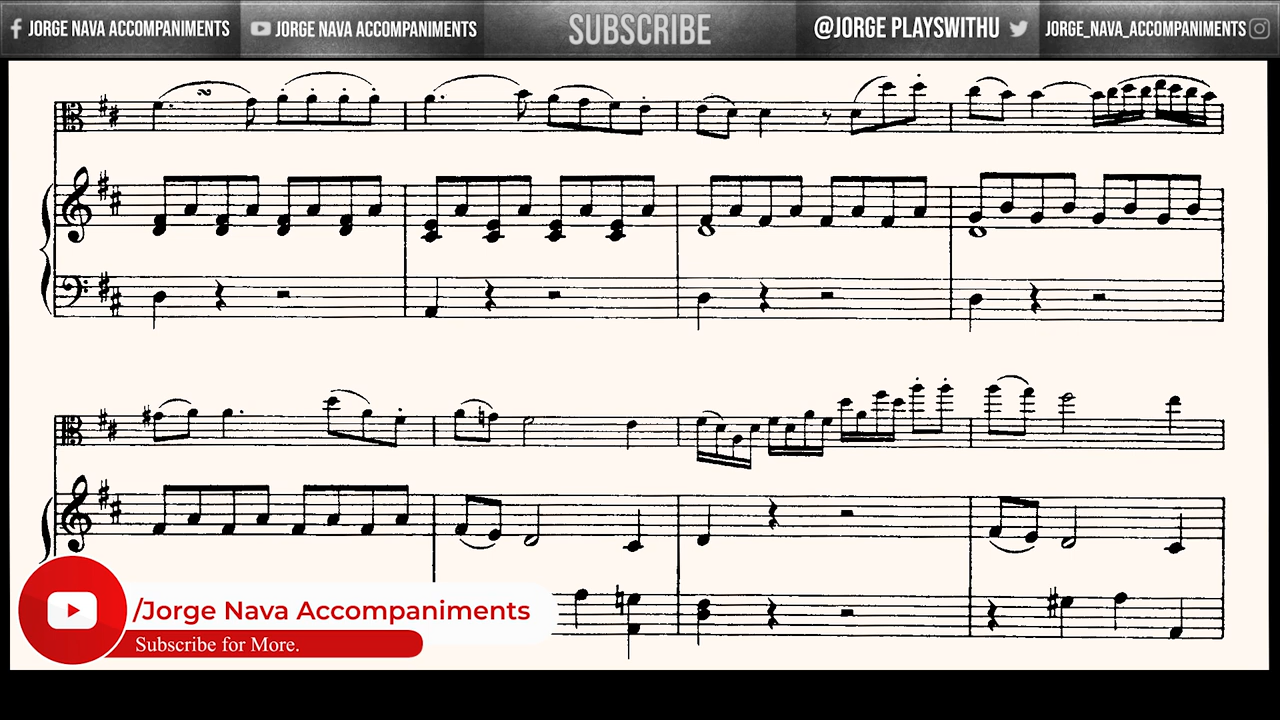 JORGE NAVA ACCOMPANIMENTS
JORGE NAVA ACCOMPANIMENTS
SUBSCRIBE
@JORGE PLAYSWITHU
JORGE_NAVA_ACCOMPANIMENTS
/Jorge Nava Accompaniments
Subscribe for More.